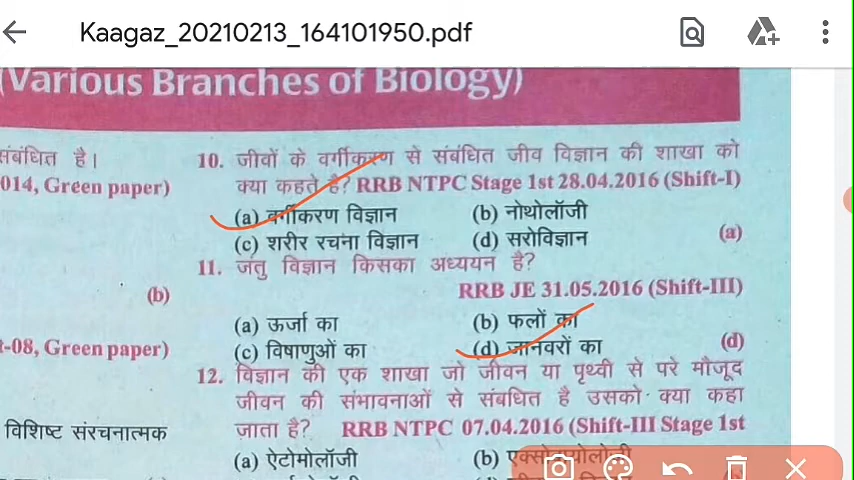 Kaagaz_20210213_164101950.pdf
(Various Branches of Biology)
संबंधित है।
014, Green paper)
(b)
t-08, Green paper)
विशिष्ट संरचनात्मक
10. जीवों के वर्गीकरण से संबंधित जीव विज्ञान की शाखा को
क्या कहते है? RRB NTPC Stage 1st 28.04.2016 (Shift-I)
(a) वर्गीकरण विज्ञान (b) नोथोलॉजी
(c) शरीर रचना विज्ञान (d) सरोविज्ञान (a)
11. जंतु विज्ञान किसका अध्ययन है?
RRB JE 31.05.2016 (Shift-III)
(a) ऊर्जा का (b) फलों का
(c) विषाणुओं का (d) जानवरों का (d)
12. विज्ञान की एक शाखा जो जीवन या पृथ्वी से परे मौजूद
जीवन की संभावनाओं से संबधित है उसको क्या कहा
ज़ाता है? RRB NTPC 07.04.2016 (Shift-III Stage 1st
(a) ऐटोमोलॉजी (b)